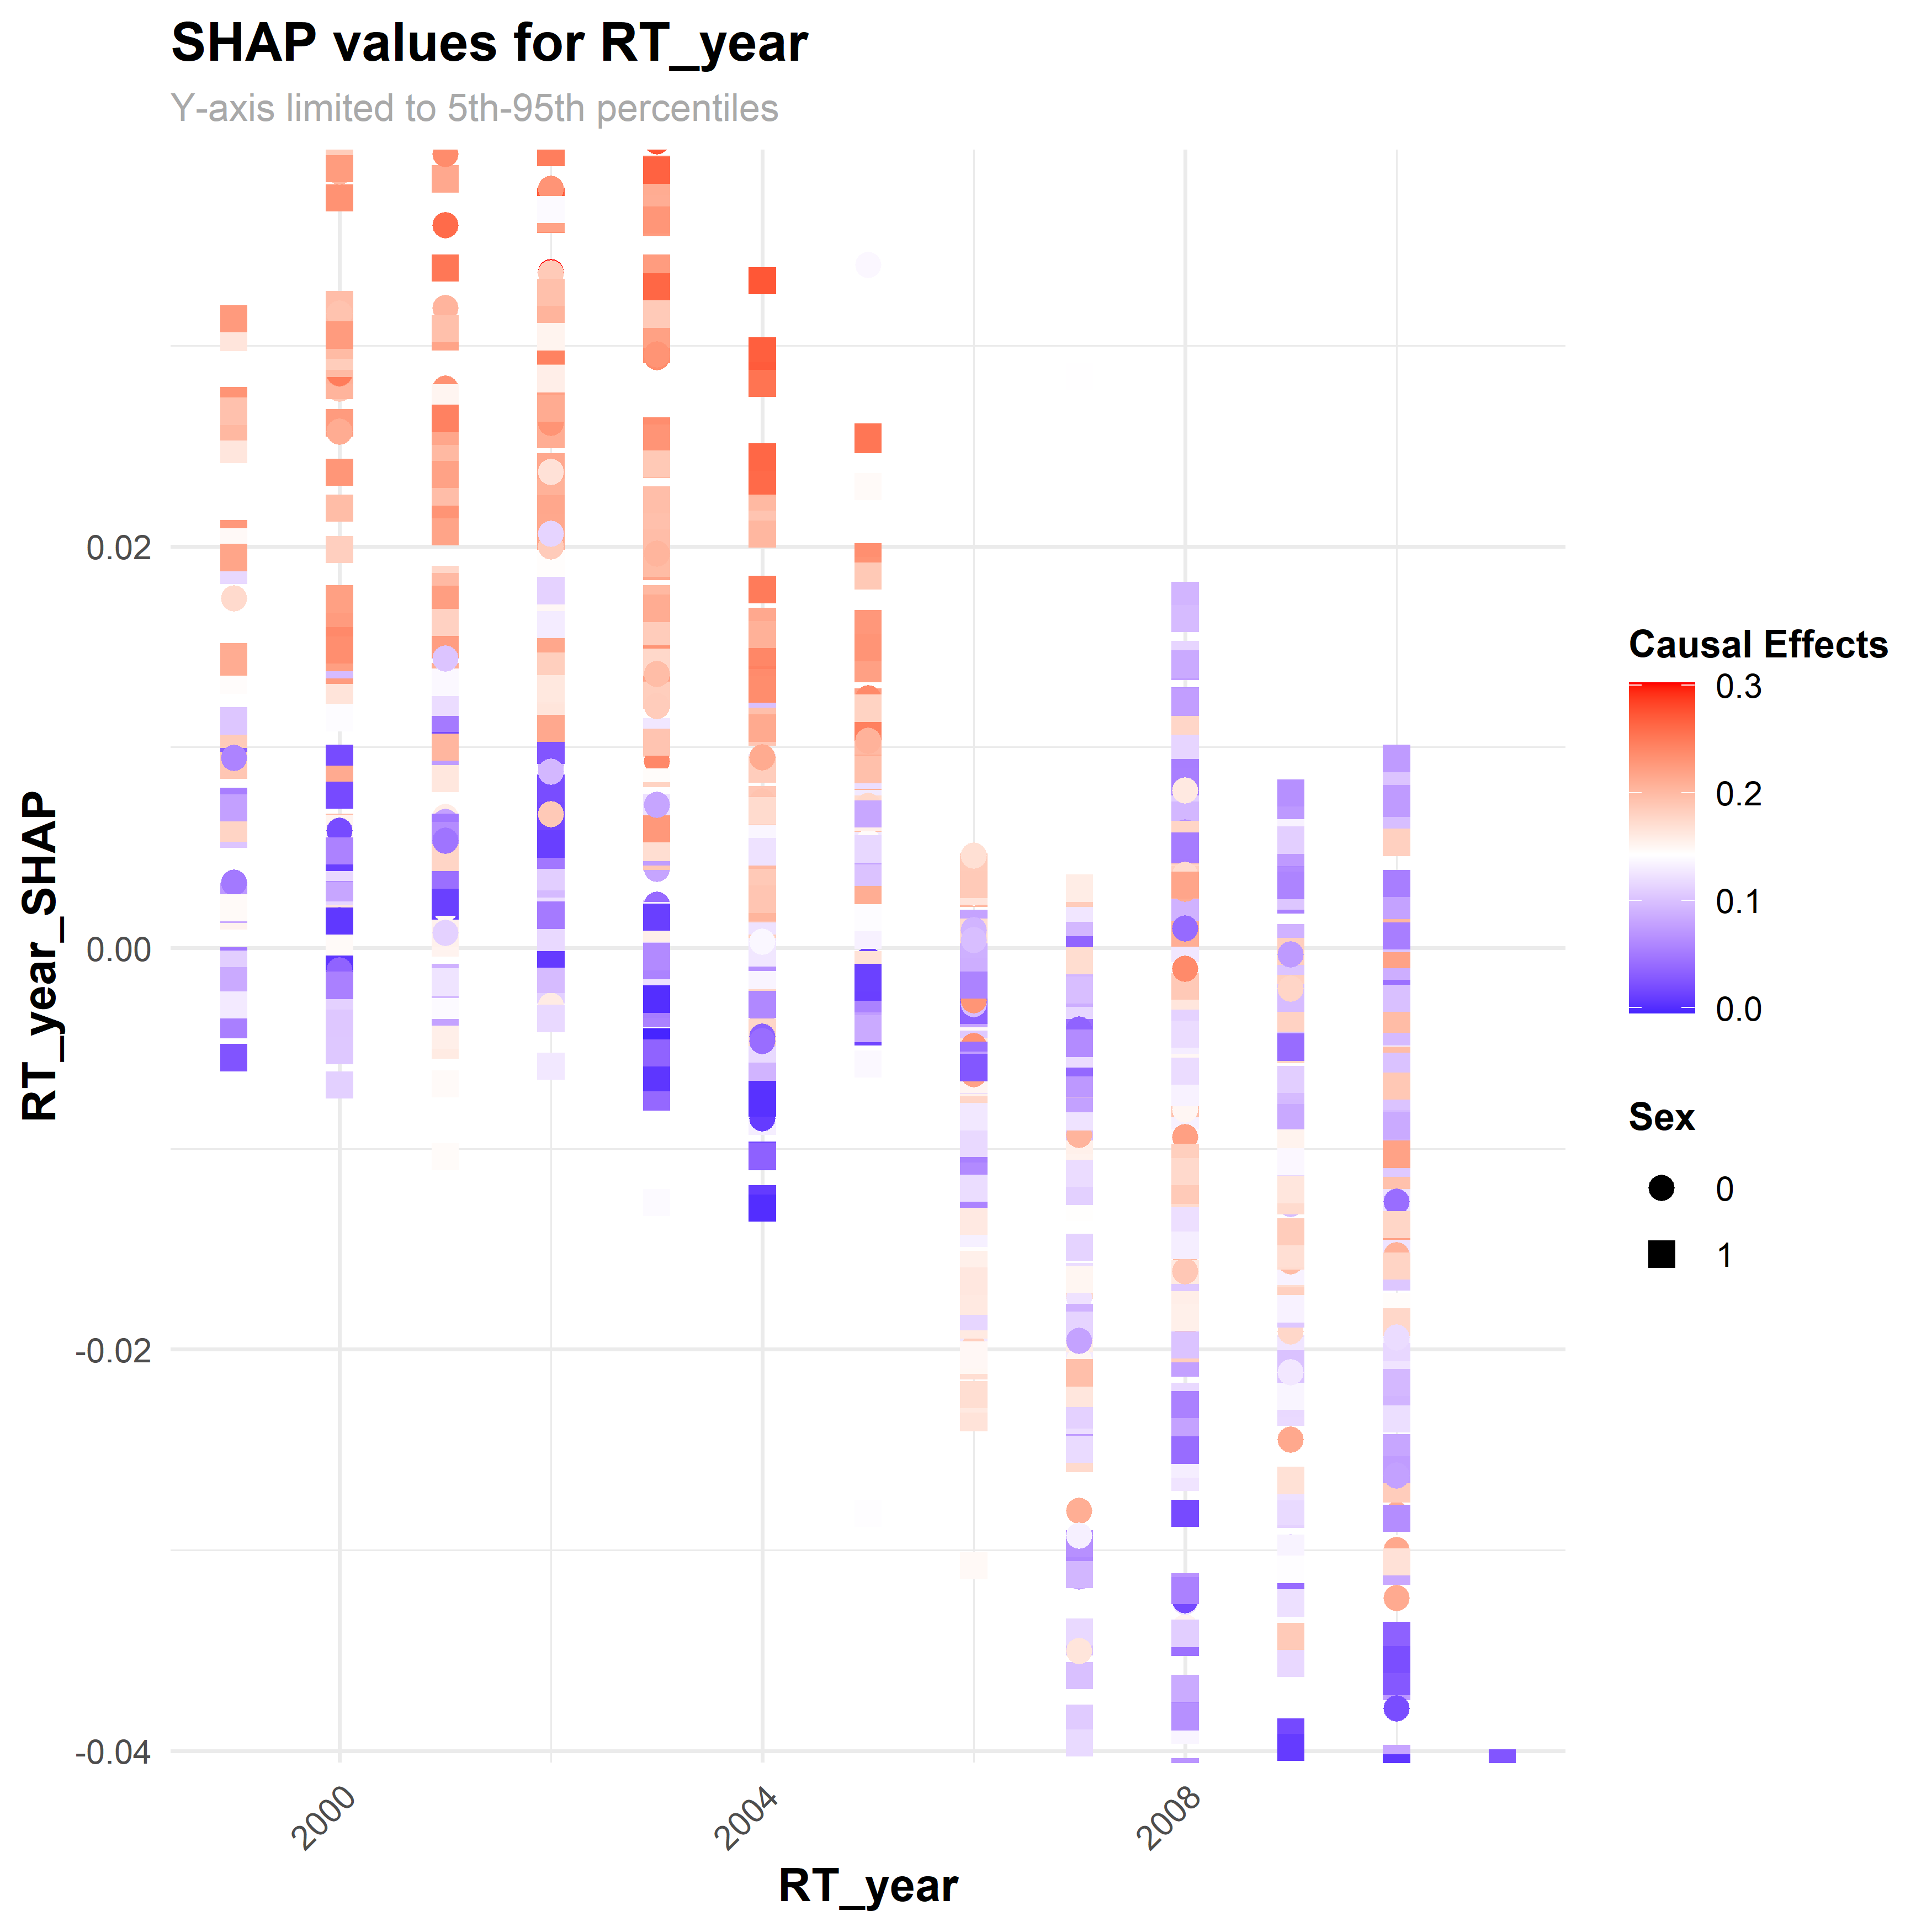 SHAP values for RT_year
Y-axis limited to 5th-95th percentiles
RT_year_SHAP
0.02
0.00
-0.02
-0.04
2000
2004
2008
RT_year
Causal Effects
0.3
0.2
0.1
0.0
Sex
0
1